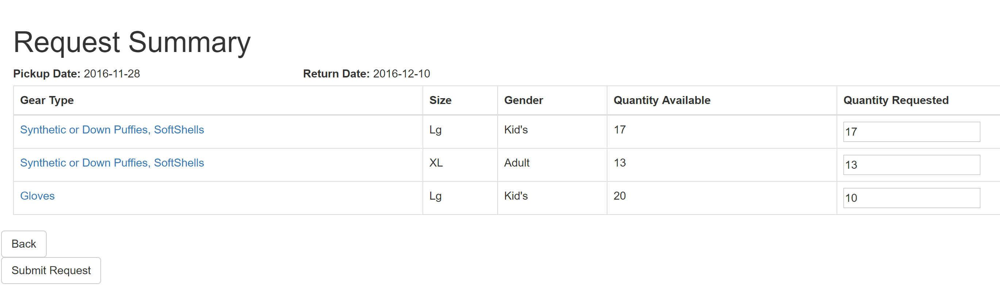 Request Summary
Pickup Date: 2016-11-28 Return Date: 2016-12-10
Gear Type Size Gender Quantity Available Quantity Requested
Synthetic or Down Puffies, SoftShells Lg Kid's 17 17
Synthetic or Down Puffies, SoftShells XL Adult 13 13
Gloves Lg Kid's 20 10
Back
Submit Request